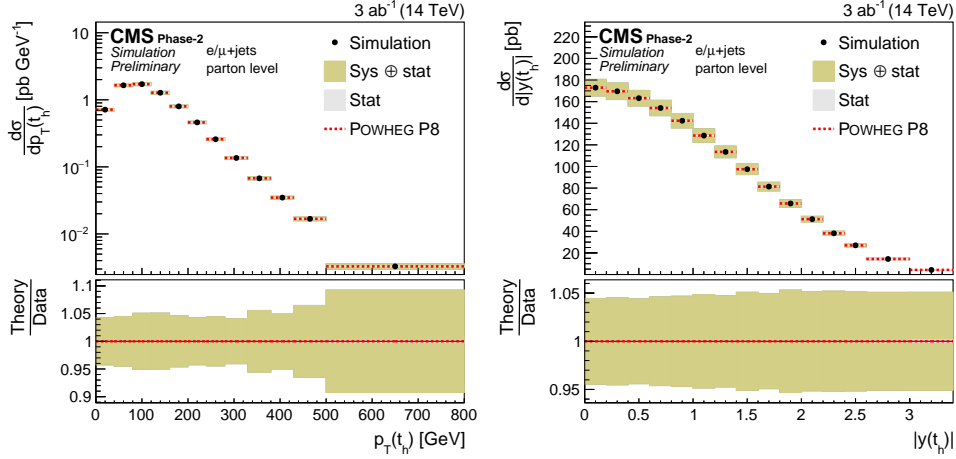 3 ab⁻¹ (14 TeV)
CMS Phase-2
Simulation
Preliminary
e/μ+jets
parton level
Simulation
Sys ⊕ stat
Stat
POWHEG P8
dσ/dp_T(t_h) [pb GeV⁻¹]
10
1
10⁻¹
10⁻²
Theory/Data
1.1
1.05
1
0.95
0.9
0 100 200 300 400 500 600 700 800
p_T(t_h) [GeV]
3 ab⁻¹ (14 TeV)
CMS Phase-2
Simulation
Preliminary
e/μ+jets
parton level
Simulation
Sys ⊕ stat
Stat
POWHEG P8
dσ/d|y(t_h)| [pb]
220
200
180
160
140
120
100
80
60
40
20
Theory/Data
1.05
1
0.95
0 0.5 1 1.5 2 2.5 3
|y(t_h)|